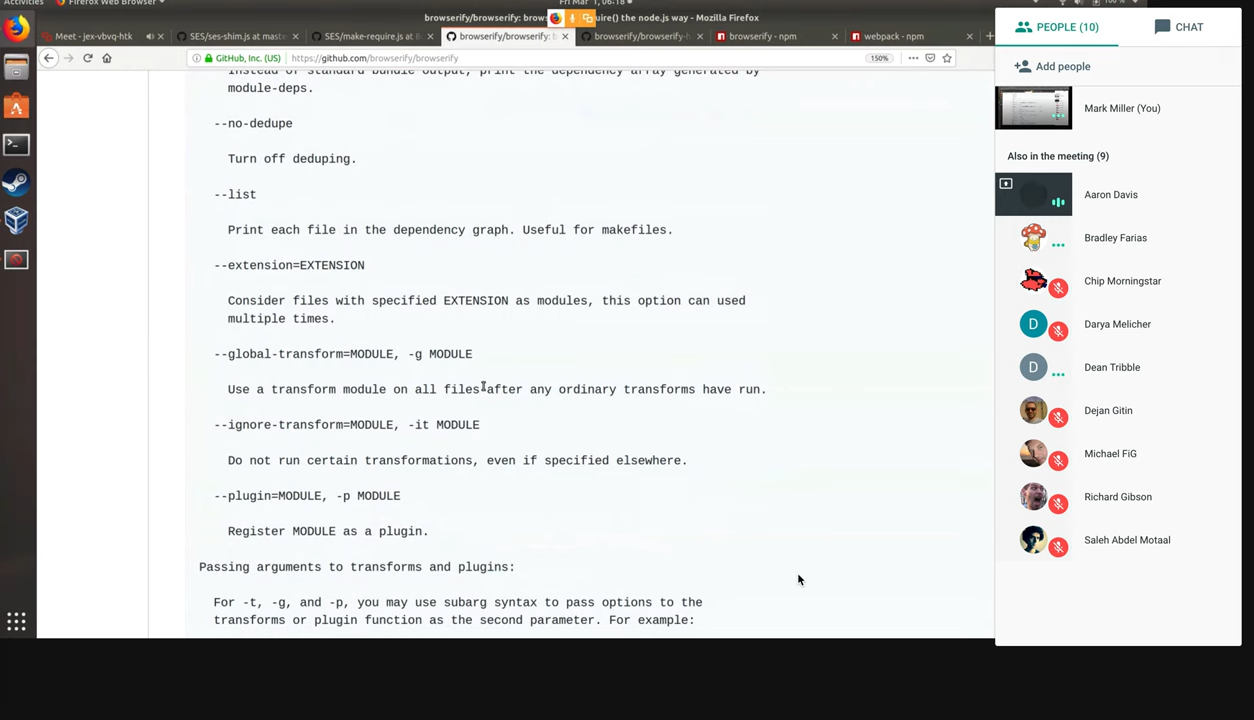 Activities
Firefox Web Browser
Fri Mar 1, 06:18
100 %
browserify/browserify: brow
uire() the node.js way - Mozilla Firefox
Meet - jex-vbvq-htk
SES/ses-shim.js at maste
SES/make-require.js at 8
browserify/browserify: b
browserify/browserify-h
browserify - npm
webpack - npm
GitHub, Inc. (US)
https://github.com/browserify/browserify
150%
Instead of standard bundle output, print the dependency array generated by
module-deps.
--no-dedupe
Turn off deduping.
--list
Print each file in the dependency graph. Useful for makefiles.
--extension=EXTENSION
Consider files with specified EXTENSION as modules, this option can used
multiple times.
--global-transform=MODULE, -g MODULE
Use a transform module on all files after any ordinary transforms have run.
--ignore-transform=MODULE, -it MODULE
Do not run certain transformations, even if specified elsewhere.
--plugin=MODULE, -p MODULE
Register MODULE as a plugin.
Passing arguments to transforms and plugins:
For -t, -g, and -p, you may use subarg syntax to pass options to the
transforms or plugin function as the second parameter. For example:
PEOPLE (10)
CHAT
Add people
Mark Miller (You)
Also in the meeting (9)
Aaron Davis
Bradley Farias
Chip Morningstar
D
Darya Melicher
D
Dean Tribble
Dejan Gitin
Michael FiG
Richard Gibson
Saleh Abdel Motaal